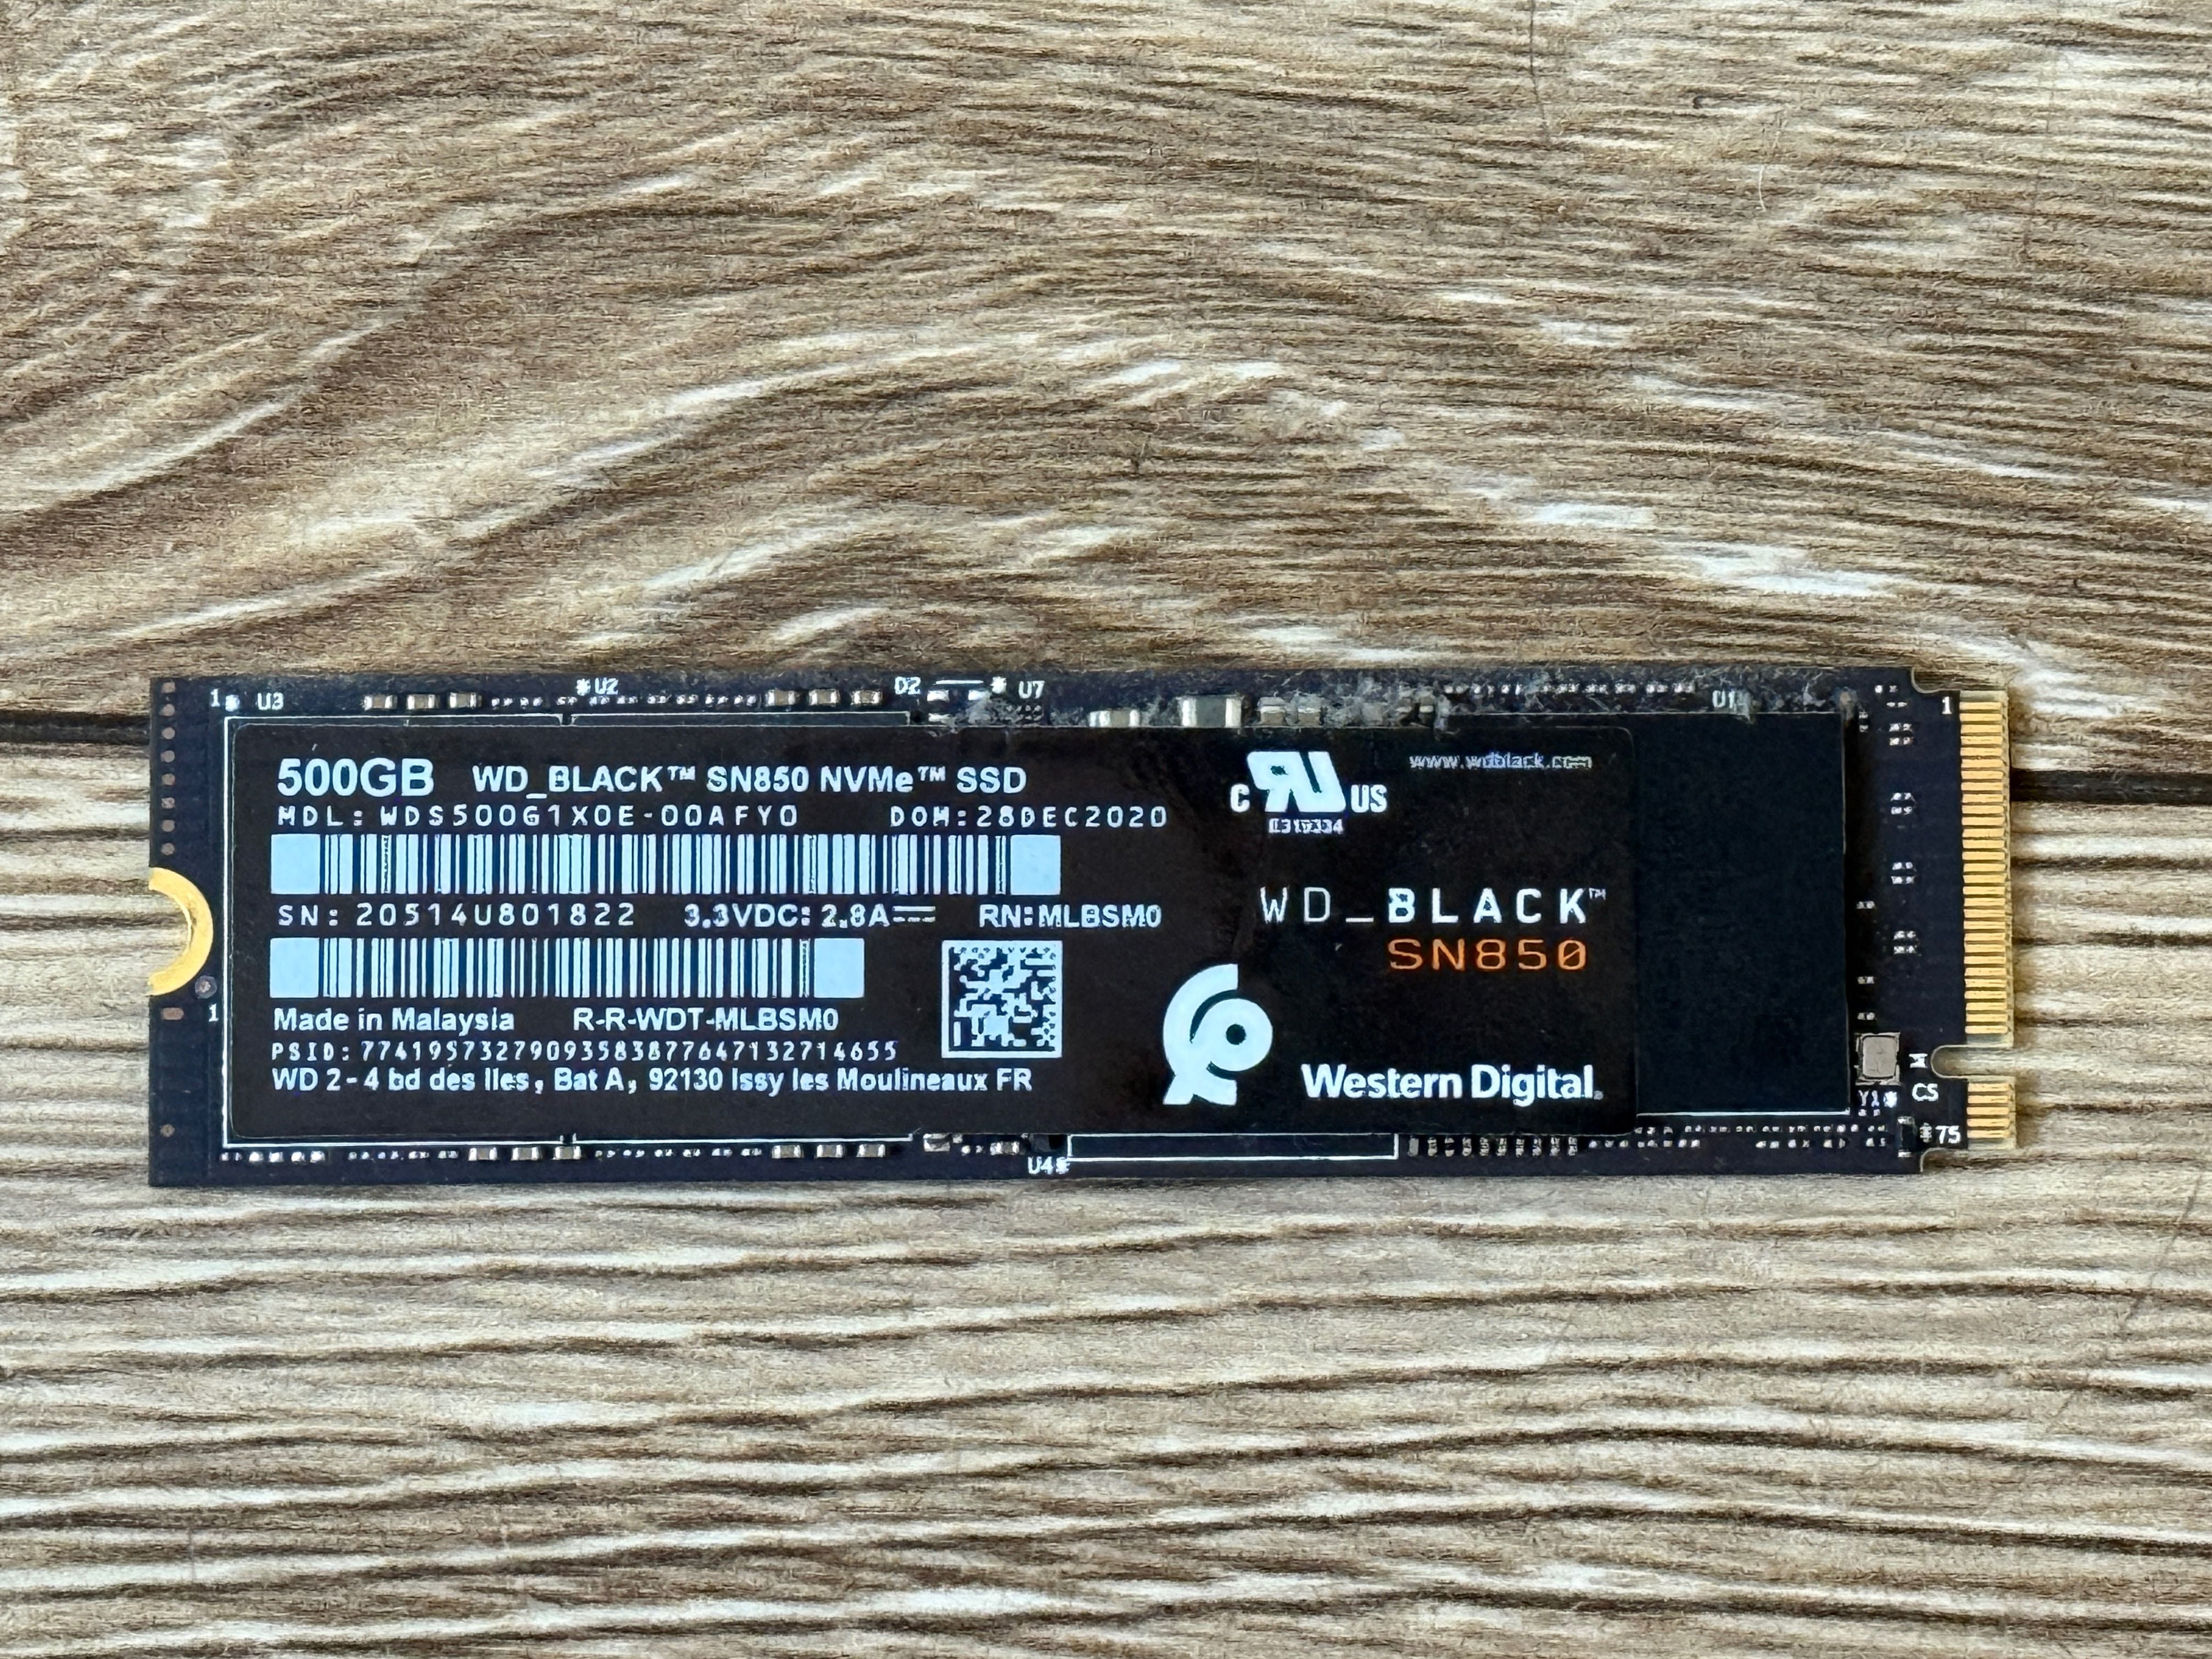 1 U3 U2 D2 U7 U1
1
500GB WD_BLACK™ SN850 NVMe™ SSD
MDL: WDS500G1X0E-00AFY0 DOM:28DEC2020
SN: 20514U801822 3.3VDC: 2.8A RN:MLBSM0
1
Made in Malaysia R-R-WDT-MLBSM0
PSID: 77419573279093583877647132714655
WD 2-4 bd des Iles, Bat A, 92130 Issy les Moulineaux FR
C RU US
www.wdblack.com
WD_BLACK™
SN850
Western Digital.
CS
Y1
75
U4